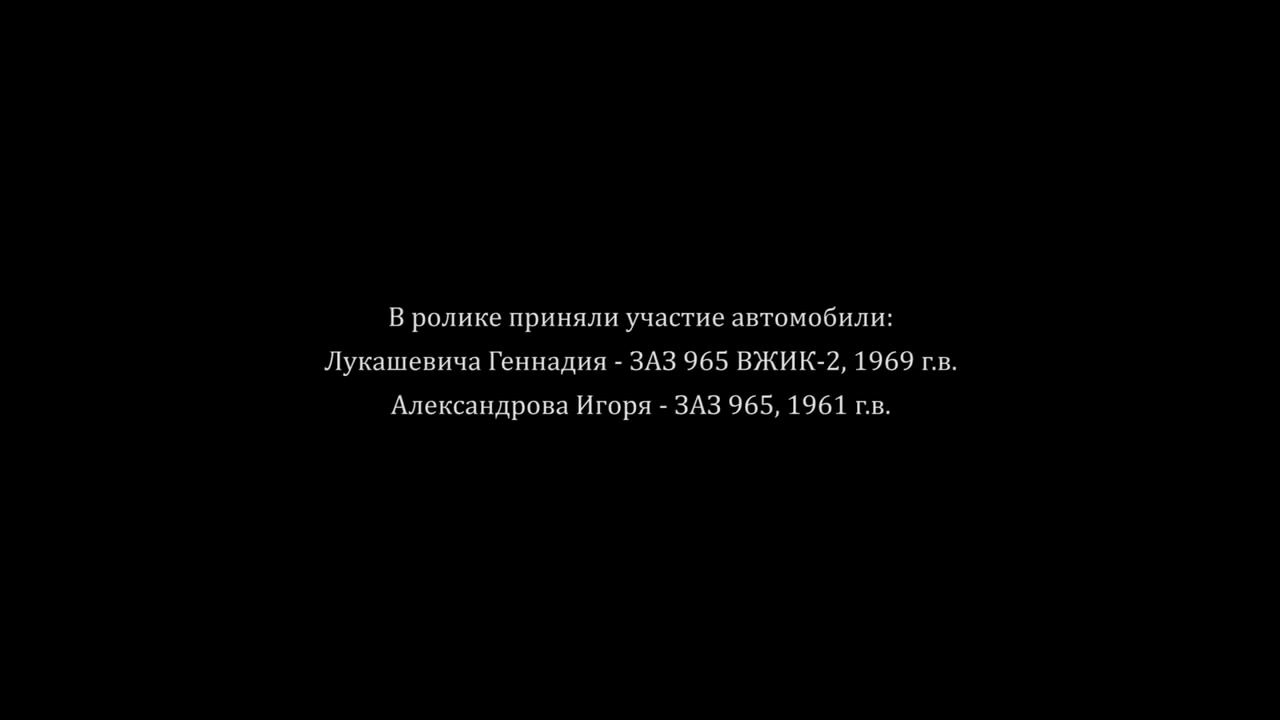 В ролике приняли участие автомобили:
Лукашевича Геннадия - ЗАЗ 965 ВЖИК-2, 1969 г.в.
Александрова Игоря - ЗАЗ 965, 1961 г.в.